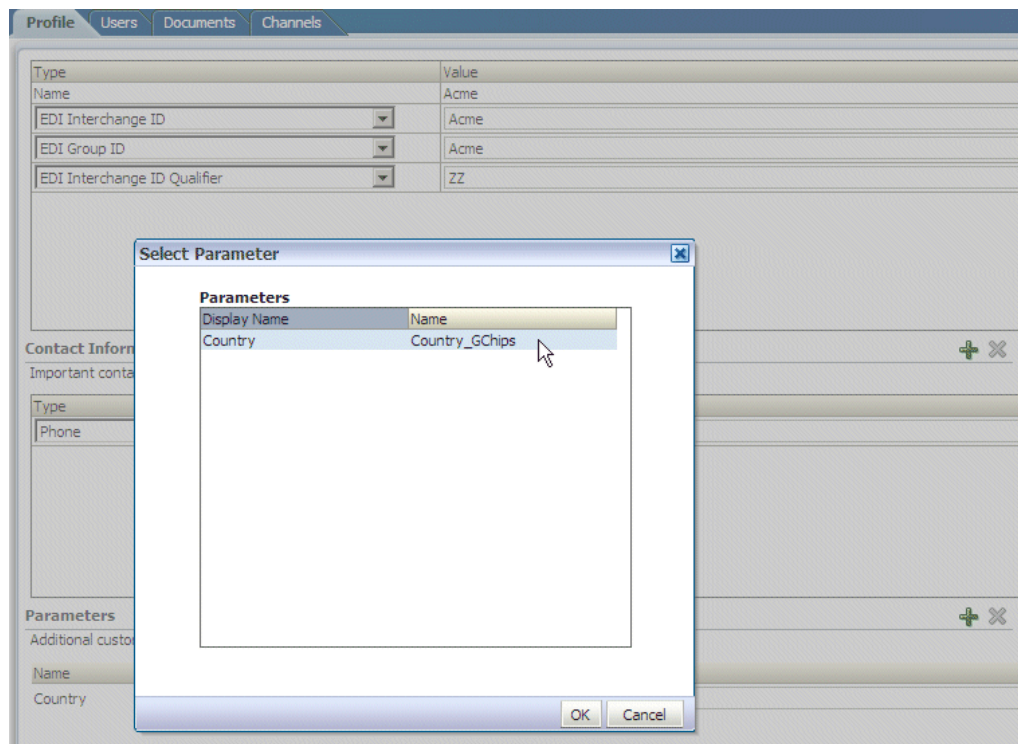 Profile Users Documents Channels
Type Value
Name Acme
EDI Interchange ID Acme
EDI Group ID Acme
EDI Interchange ID Qualifier ZZ
Select Parameter
Parameters
Display Name Name
Country Country_GChips
Contact Inform
Important conta
Type
Phone
Parameters
Additional custo
Name
Country
OK Cancel